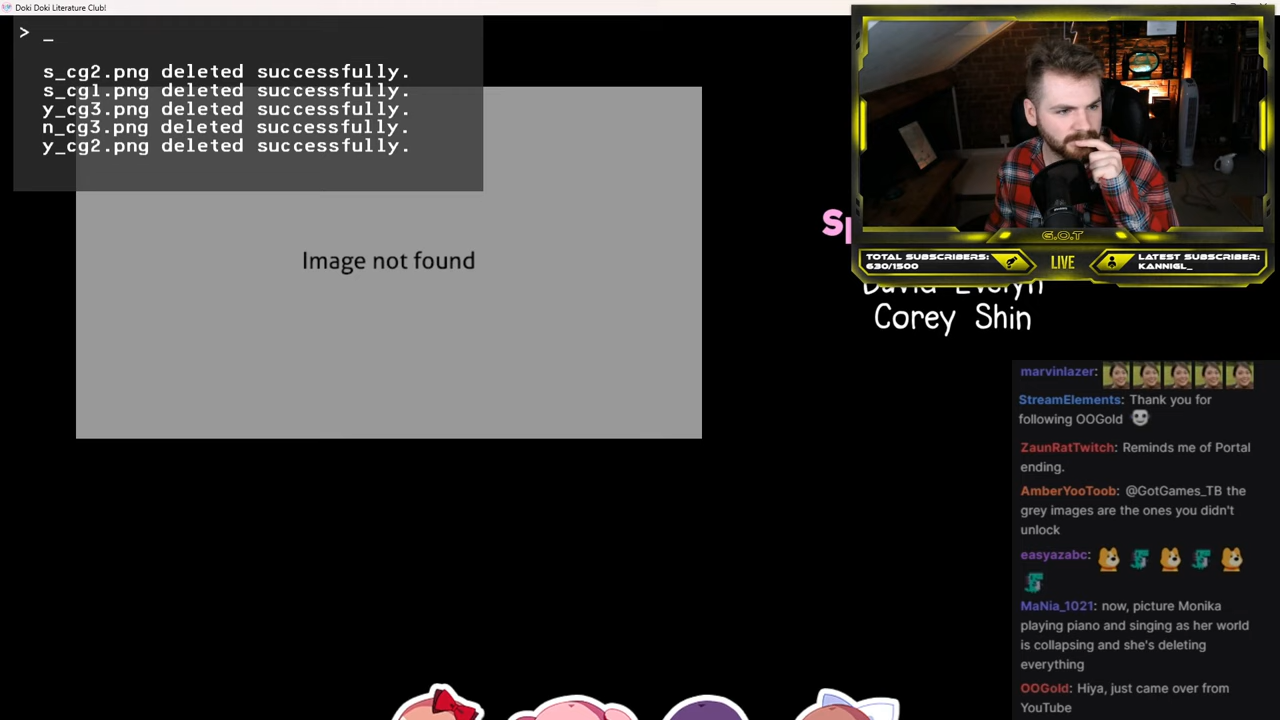 Doki Doki Literature Club!
> _
s_cg2.png deleted successfully.
s_cg1.png deleted successfully.
y_cg3.png deleted successfully.
n_cg3.png deleted successfully.
y_cg2.png deleted successfully.
Image not found
Sp
David Evelyn
Corey Shin
G.O.T
TOTAL SUBSCRIBERS:
630/1500
LIVE
LATEST SUBSCRIBER:
KANNIGL_
marvinlazer:
StreamElements: Thank you for
following OOGold
ZaunRatTwitch: Reminds me of Portal
ending.
AmberYooToob: @GotGames_TB the
grey images are the ones you didn't
unlock
easyazabc:
MaNia_1021: now, picture Monika
playing piano and singing as her world
is collapsing and she's deleting
everything
OOGold: Hiya, just came over from
YouTube